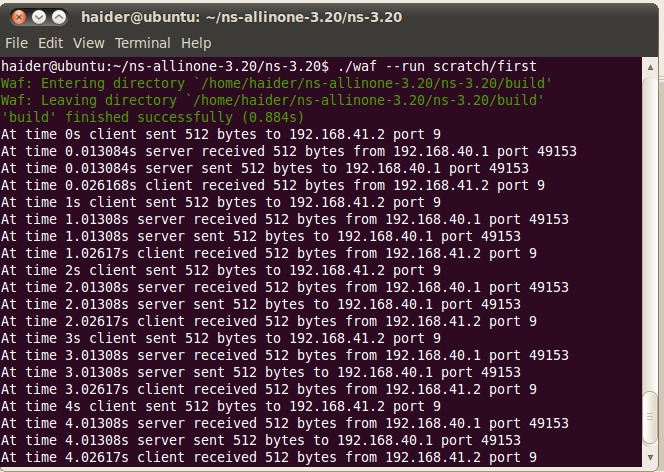 haider@ubuntu: ~/ns-allinone-3.20/ns-3.20
File Edit View Terminal Help
haider@ubuntu:~/ns-allinone-3.20/ns-3.20$ ./waf --run scratch/first
Waf: Entering directory `/home/haider/ns-allinone-3.20/ns-3.20/build'
Waf: Leaving directory `/home/haider/ns-allinone-3.20/ns-3.20/build'
'build' finished successfully (0.884s)
At time 0s client sent 512 bytes to 192.168.41.2 port 9
At time 0.013084s server received 512 bytes from 192.168.40.1 port 49153
At time 0.013084s server sent 512 bytes to 192.168.40.1 port 49153
At time 0.026168s client received 512 bytes from 192.168.41.2 port 9
At time 1s client sent 512 bytes to 192.168.41.2 port 9
At time 1.01308s server received 512 bytes from 192.168.40.1 port 49153
At time 1.01308s server sent 512 bytes to 192.168.40.1 port 49153
At time 1.02617s client received 512 bytes from 192.168.41.2 port 9
At time 2s client sent 512 bytes to 192.168.41.2 port 9
At time 2.01308s server received 512 bytes from 192.168.40.1 port 49153
At time 2.01308s server sent 512 bytes to 192.168.40.1 port 49153
At time 2.02617s client received 512 bytes from 192.168.41.2 port 9
At time 3s client sent 512 bytes to 192.168.41.2 port 9
At time 3.01308s server received 512 bytes from 192.168.40.1 port 49153
At time 3.01308s server sent 512 bytes to 192.168.40.1 port 49153
At time 3.02617s client received 512 bytes from 192.168.41.2 port 9
At time 4s client sent 512 bytes to 192.168.41.2 port 9
At time 4.01308s server received 512 bytes from 192.168.40.1 port 49153
At time 4.01308s server sent 512 bytes to 192.168.40.1 port 49153
At time 4.02617s client received 512 bytes from 192.168.41.2 port 9